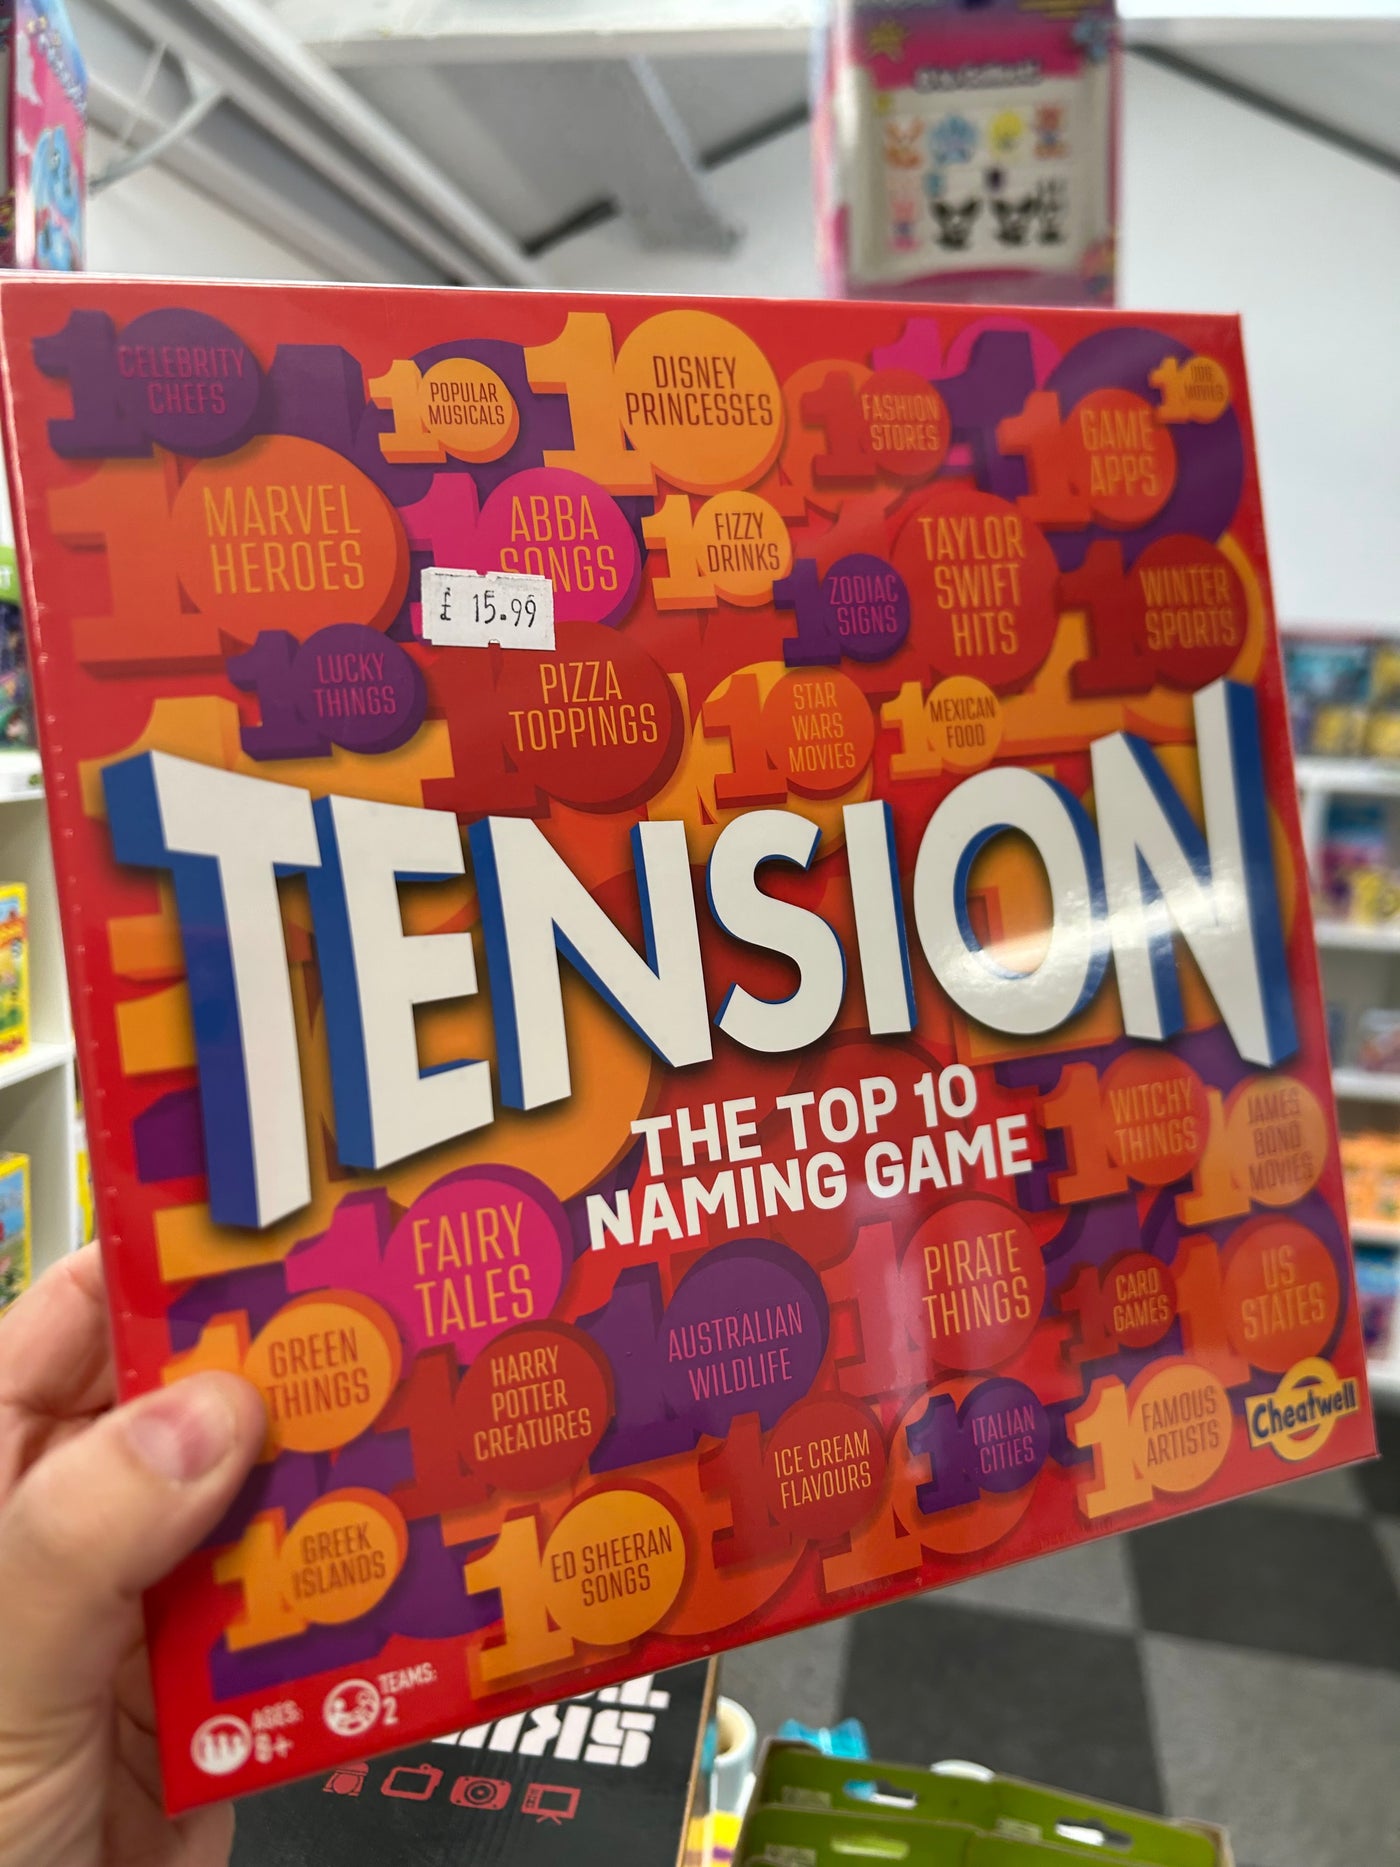 CELEBRITY
CHEFS
POPULAR
MUSICALS
DISNEY
PRINCESSES
FASHION
STORES
GAME
APPS
MOVIES
MARVEL
HEROES
ABBA
SONGS
FIZZY
DRINKS
ZODIAC
SIGNS
TAYLOR
SWIFT
HITS
WINTER
SPORTS
£ 15.99
LUCKY
THINGS
PIZZA
TOPPINGS
STAR
WARS
MOVIES
MEXICAN
FOOD
TENSION
THE TOP 10
NAMING GAME
WITCHY
THINGS
JAMES
BOND
MOVIES
FAIRY
TALES
AUSTRALIAN
WILDLIFE
PIRATE
THINGS
CARD
GAMES
US
STATES
GREEN
THINGS
HARRY
POTTER
CREATURES
ICE CREAM
FLAVOURS
ITALIAN
CITIES
FAMOUS
ARTISTS
Cheatwell
GREEK
ISLANDS
ED SHEERAN
SONGS
AGES:
8+
TEAMS:
2